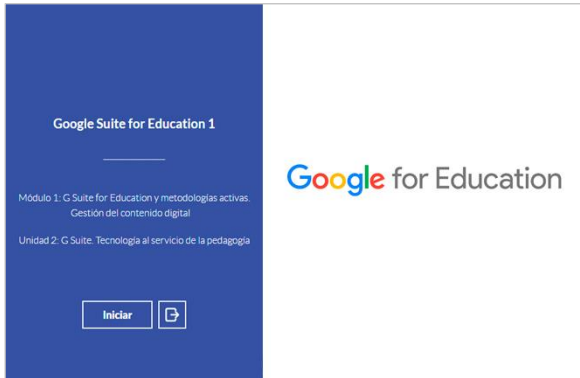 Google Suite for Education 1
Módulo 1: G Suite for Education y metodologías activas.
Gestión del contenido digital
Unidad 2: G Suite. Tecnología al servicio de la pedagogía
Iniciar
Google for Education